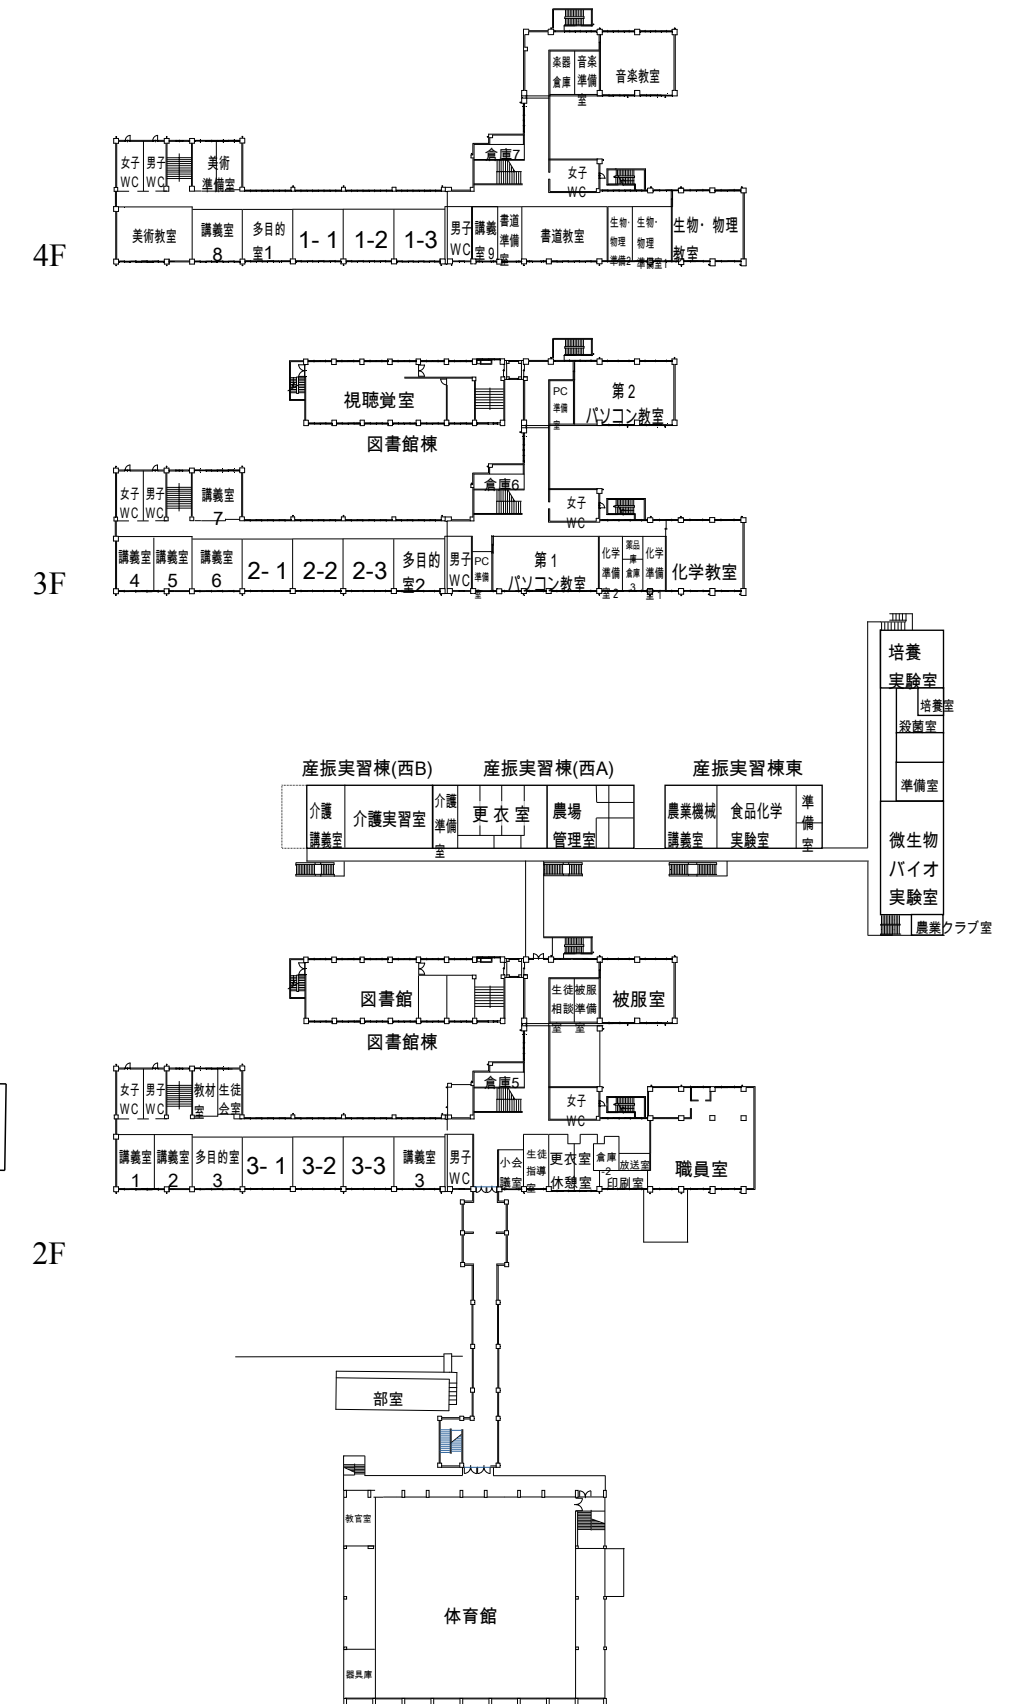 楽器 音楽
倉庫 準備
室
音楽教室
倉庫7
女子 男子
WC WC
美術
準備室
女子
WC
美術教室
講義室
8
多目的
室1
1- 1
1-2
1-3
男子
WC
講義
室9
書道
準備
室
書道教室
生物・
物理
準備2
生物・
物理
準備室1
生物・物理
教室
4F
視聴覚室
図書館棟
PC
準備
室
第2
パソコン教室
倉庫6
女子 男子
WC WC
講義室
7
女子
WC
講義室
4
講義室
5
講義室
6
2- 1
2-2
2-3
多目的
室2
男子
WC
PC
準備
室
第1
パソコン教室
化学
準備
室2
薬品
庫
倉庫
3
化学
準備
室1
化学教室
3F
培養
実験室
培養室
殺菌室
準備室
微生物
バイオ
実験室
農業クラブ室
産振実習棟(西B)
産振実習棟(西A)
産振実習棟東
介護
講義室
介護実習室
介護
準備
室
更衣室
農場
管理室
農業機械
講義室
食品化学
実験室
準
備
室
図書館
図書館棟
生徒
相談
室
被服
準備
室
被服室
倉庫5
女子 男子
WC WC
教材
室
生徒
会室
女子
WC
講義室
1
講義室
2
多目的室
3
3- 1
3-2
3-3
講義室
3
男子
WC
小会
議室
生徒
指導
室
更衣室
休憩室
倉庫
-2
放送室
印刷室
職員室
2F
部室
教官室
体育館
器具庫